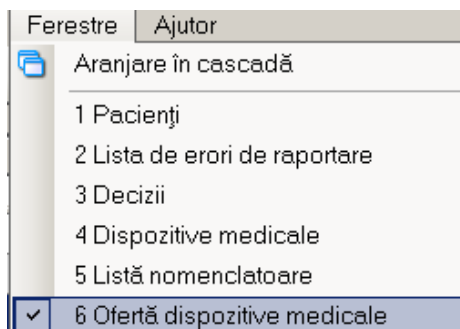 Ferestre Ajutor
Aranjare în cascadă
1 Pacienţi
2 Lista de erori de raportare
3 Decizii
4 Dispozitive medicale
5 Listă nomenclatoare
6 Ofertă dispozitive medicale